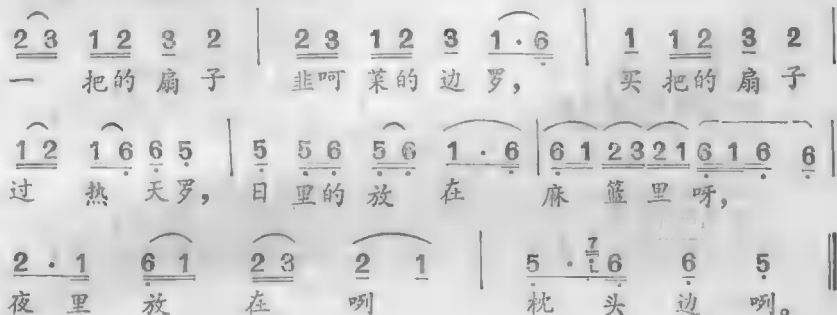 2 3 1 2 3 2 | 2 3 1 2 3 1 · 6 | 1 1 2 3 2 |
一 把的 扇 子 韭呵 菜的 边 罗， 买 把的 扇 子
1 2 1 6 6 5 | 5 5 6 5 6 1 · 6 | 6 1 2 3 2 1 6 1 6 6 |
过 热 天 罗， 日 里的 放 在 麻 篮 里 呀，
2 · 1 6 1 2 3 2 1 | 5 · 6 6 5 ‖
夜 里 放 在 咧 枕 头 边 咧。